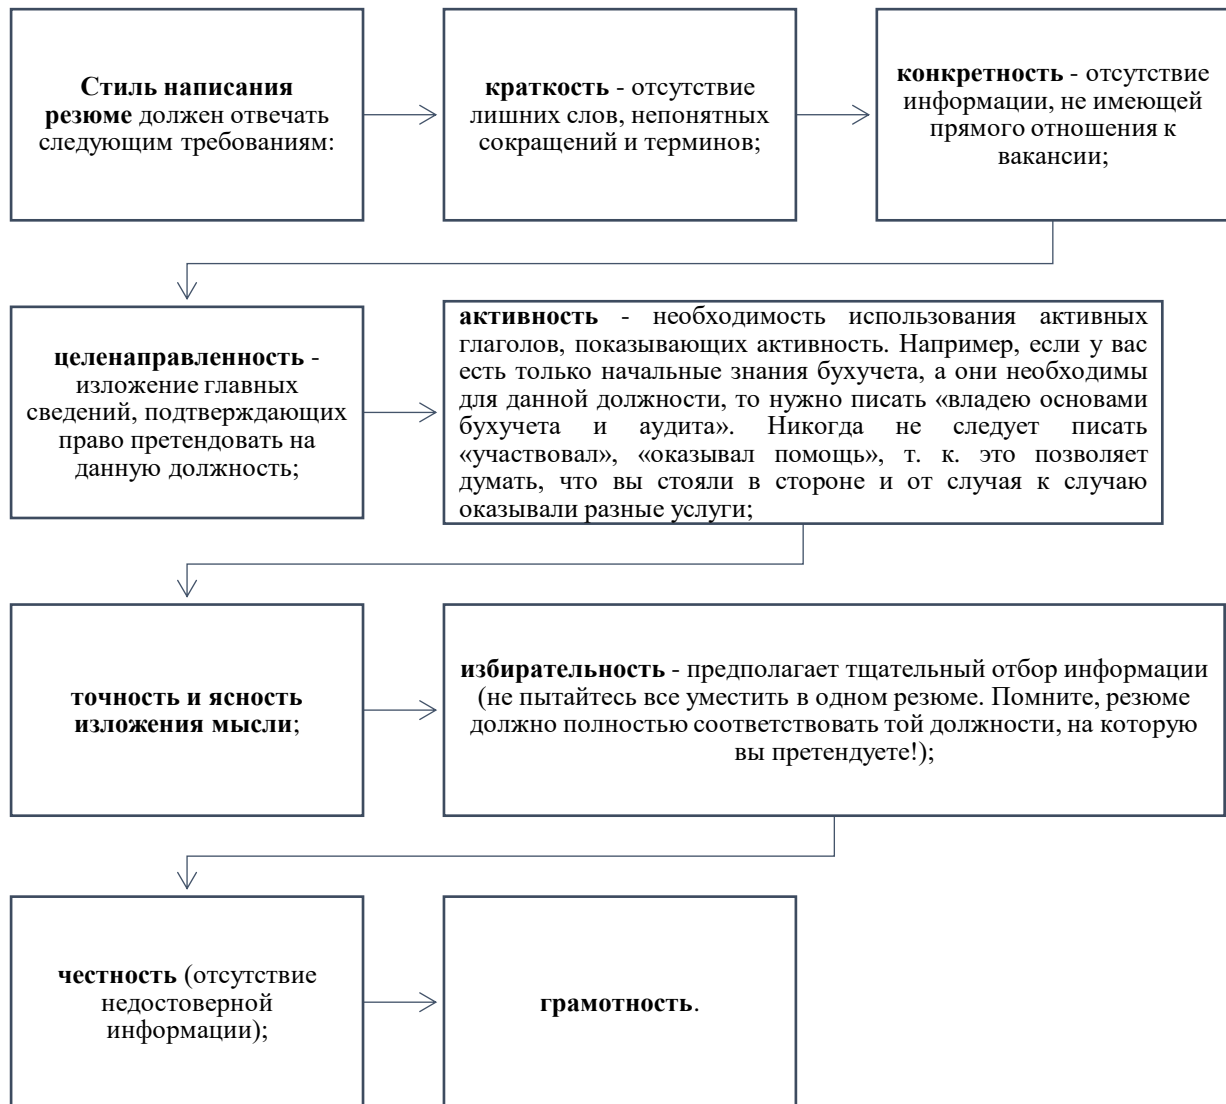 Стиль написания
резюме должен отвечать
следующим требованиям:
краткость - отсутствие
лишних слов, непонятных
сокращений и терминов;
конкретность - отсутствие
информации, не имеющей
прямого отношения к
вакансии;
целенаправленность -
изложение главных
сведений, подтверждающих
право претендовать на
данную должность;
активность - необходимость использования активных
глаголов, показывающих активность. Например, если у вас
есть только начальные знания бухучета, а они необходимы
для данной должности, то нужно писать «владею основами
бухучета и аудита». Никогда не следует писать
«участвовал», «оказывал помощь», т. к. это позволяет
думать, что вы стояли в стороне и от случая к случаю
оказывали разные услуги;
точность и ясность
изложения мысли;
избирательность - предполагает тщательный отбор информации
(не пытайтесь все уместить в одном резюме. Помните, резюме
должно полностью соответствовать той должности, на которую
вы претендуете!);
честность (отсутствие
недостоверной
информации);
грамотность.